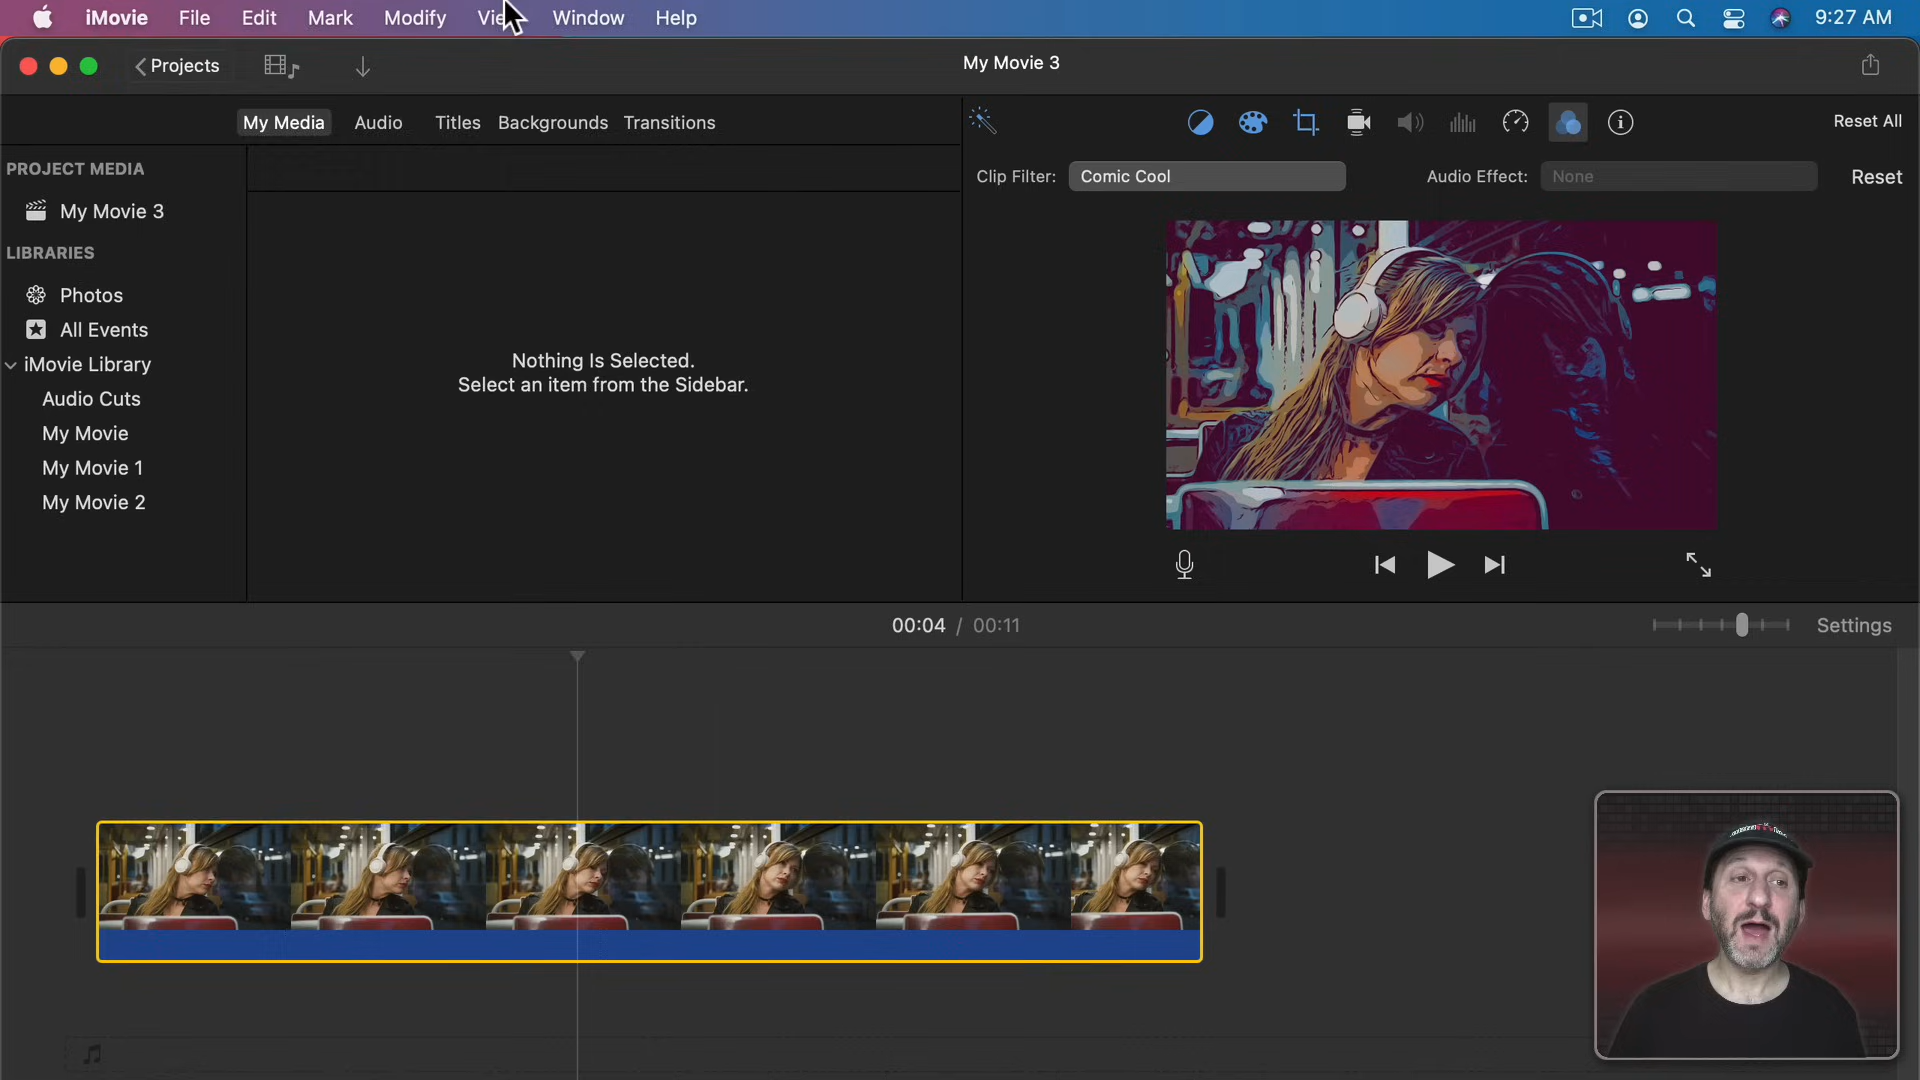 iMovie File Edit Mark Modify Window Help 9:27 AM
Projects My Movie 3
My Media Audio Titles Backgrounds Transitions Reset All
PROJECT MEDIA
My Movie 3
Clip Filter: Comic Cool Audio Effect: None Reset
LIBRARIES
Photos
All Events
iMovie Library
Audio Cuts
My Movie
My Movie 1
My Movie 2
Nothing Is Selected.
Select an item from the Sidebar.
00:04 / 00:11 Settings